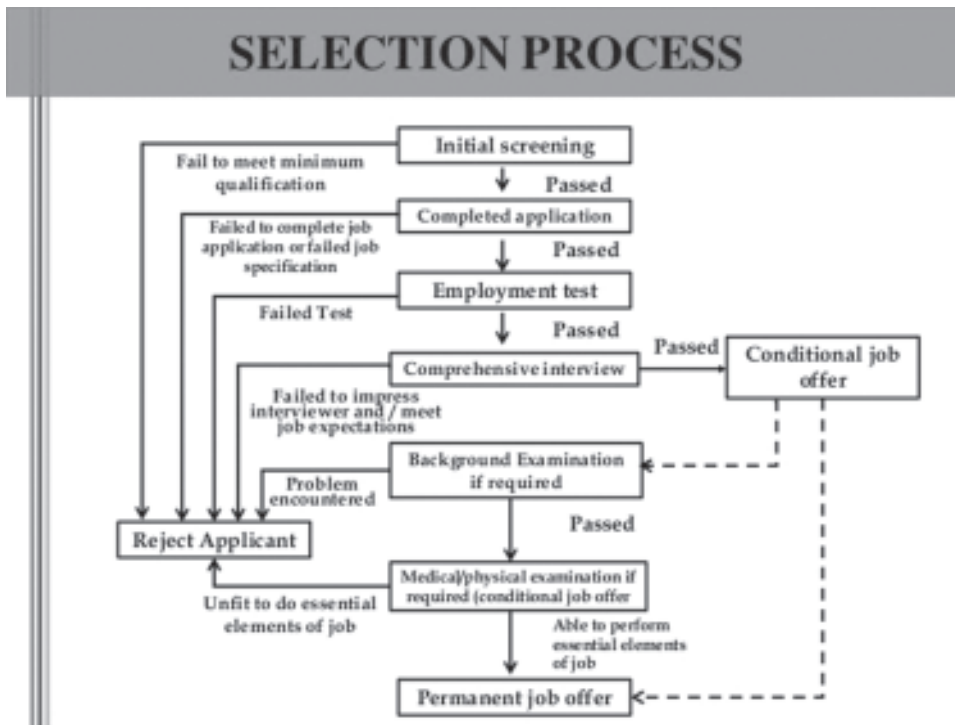 SELECTION PROCESS
Initial screening
Fail to meet minimum
qualification
Passed
Completed application
Failed to complete job
application or failed job
specification
Passed
Employment test
Failed Test
Passed
Comprehensive interview
Passed
Conditional job
offer
Failed to impress
interviewer and / meet
job expectations
Background Examination
if required
Problem
encountered
Passed
Reject Applicant
Medical/physical examination if
required (conditional job offer
Unfit to do essential
elements of job
Able to perform
essential elements
of job
Permanent job offer